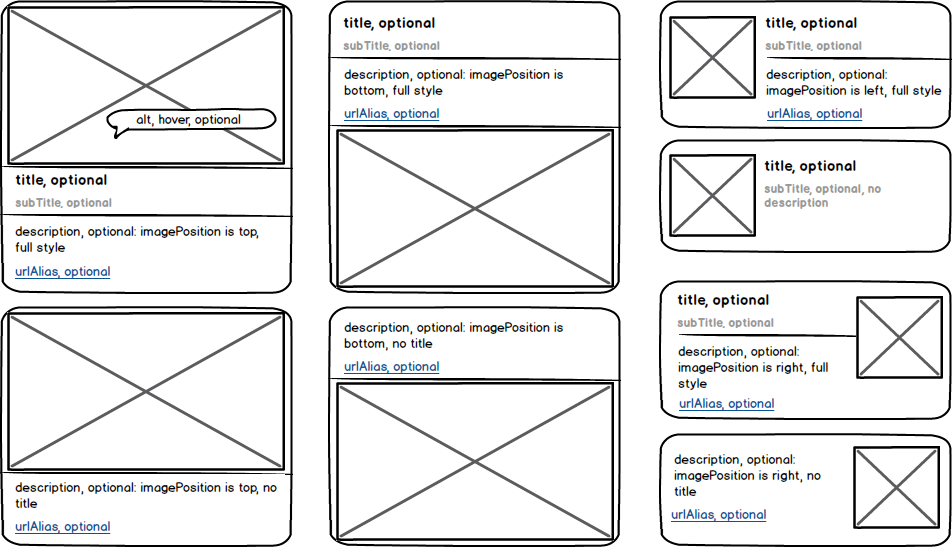 alt, hover, optional
title, optional
subTitle, optional
description, optional: imagePosition is top,
full style
urlAlias, optional
description, optional: imagePosition is top, no
title
urlAlias, optional
title, optional
subTitle, optional
description, optional: imagePosition is
bottom, full style
urlAlias, optional
description, optional: imagePosition is
bottom, no title
urlAlias, optional
title, optional
subTitle, optional
description, optional:
imagePosition is left, full style
urlAlias, optional
title, optional
subTitle, optional, no
description
title, optional
subTitle, optional
description, optional:
imagePosition is right, full
style
urlAlias, optional
description, optional:
imagePosition is right, no
title
urlAlias, optional